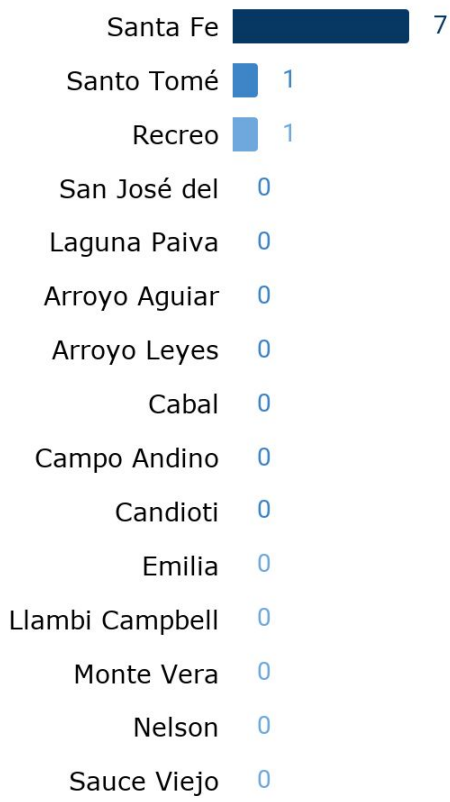 Santa Fe 7
Santo Tomé 1
Recreo 1
San José del 0
Laguna Paiva 0
Arroyo Aguiar 0
Arroyo Leyes 0
Cabal 0
Campo Andino 0
Candioti 0
Emilia 0
Llambi Campbell 0
Monte Vera 0
Nelson 0
Sauce Viejo 0